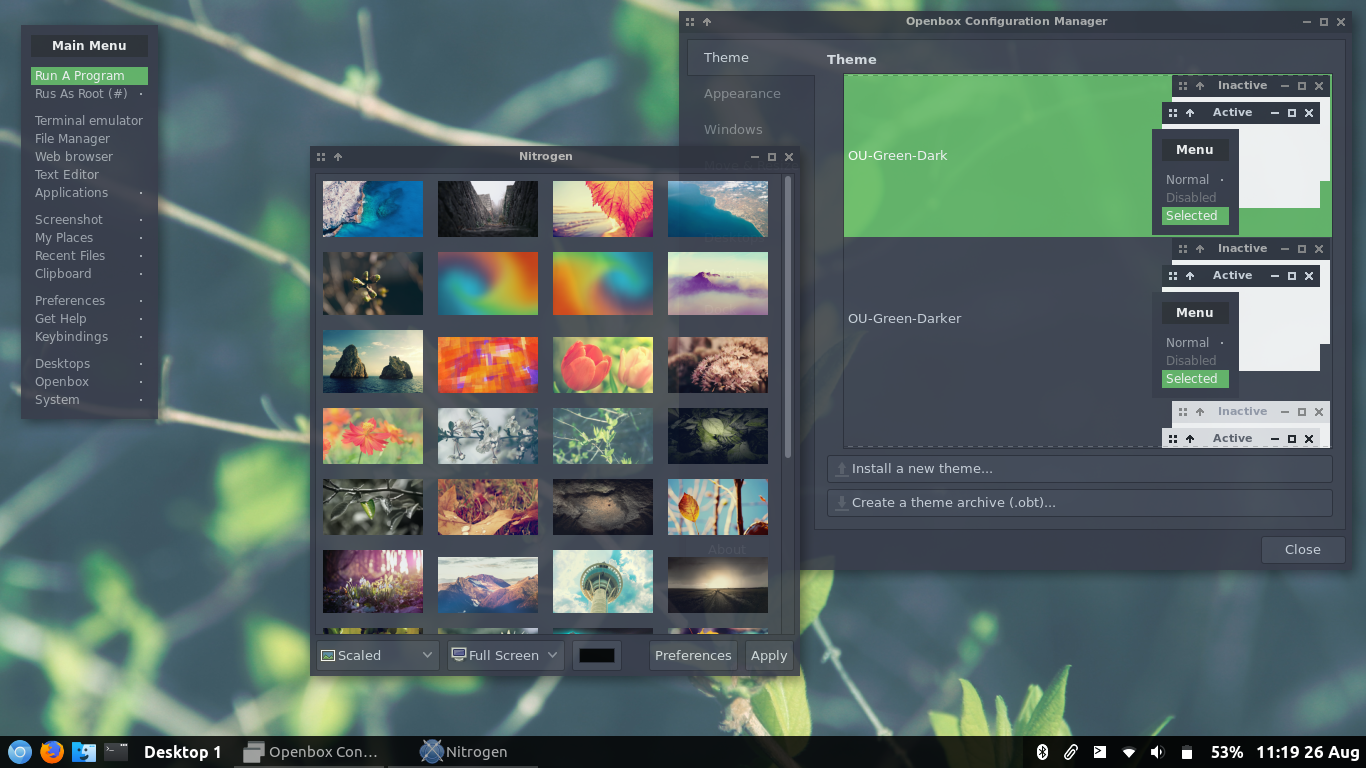 Main Menu
Run A Program
Rus As Root (#)
Terminal emulator
File Manager
Web browser
Text Editor
Applications
Screenshot
My Places
Recent Files
Clipboard
Preferences
Get Help
Keybindings
Desktops
Openbox
System
Nitrogen
Scaled
Full Screen
Preferences
Apply
Openbox Configuration Manager
Theme
Appearance
Windows
About
Theme
OU-Green-Dark
Inactive
Active
Menu
Normal
Disabled
Selected
OU-Green-Darker
Inactive
Active
Menu
Normal
Disabled
Selected
Inactive
Active
Install a new theme...
Create a theme archive (.obt)...
Close
Desktop 1
Openbox Con...
Nitrogen
53%
11:19 26 Aug